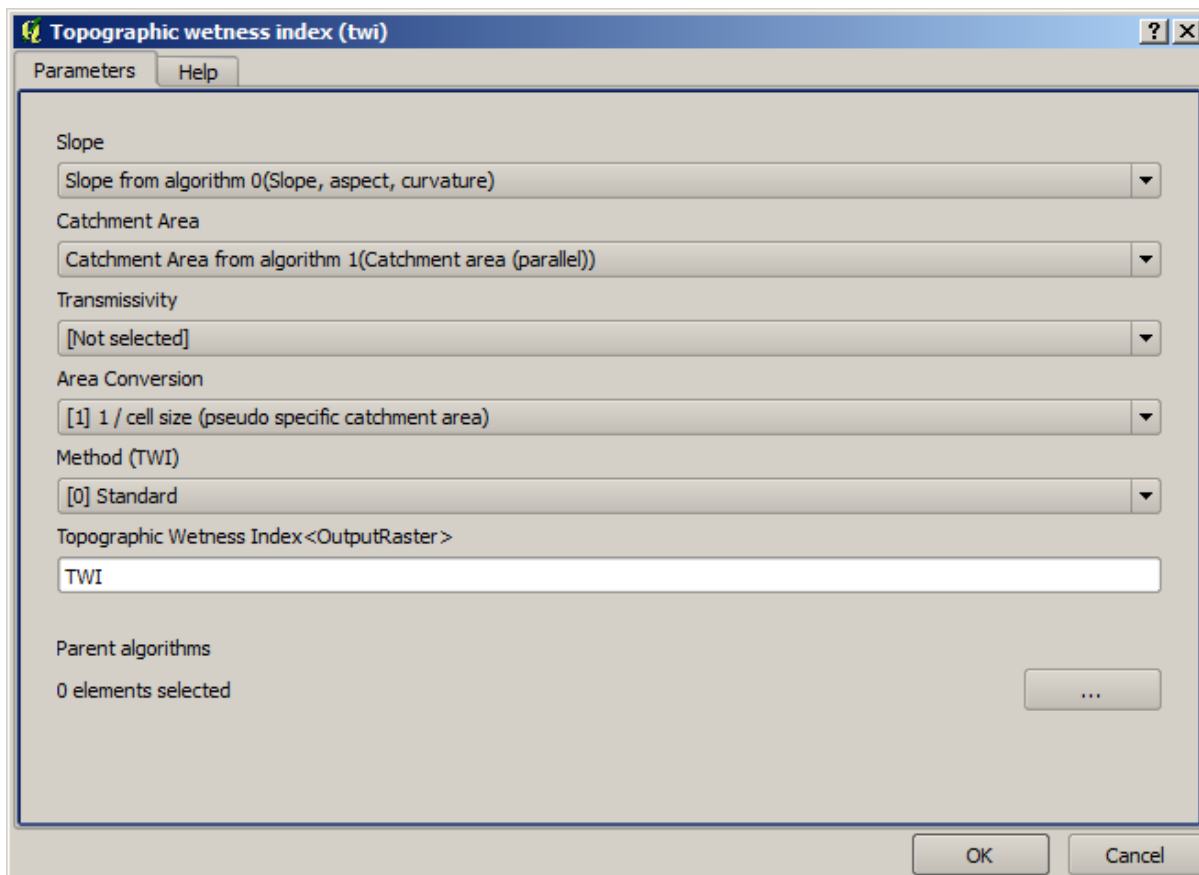 Topographic wetness index (twi)
Parameters Help
Slope
Slope from algorithm 0(Slope, aspect, curvature)
Catchment Area
Catchment Area from algorithm 1(Catchment area (parallel))
Transmissivity
[Not selected]
Area Conversion
[1] 1 / cell size (pseudo specific catchment area)
Method (TWI)
[0] Standard
Topographic Wetness Index<OutputRaster>
TWI
Parent algorithms
0 elements selected ...
OK Cancel